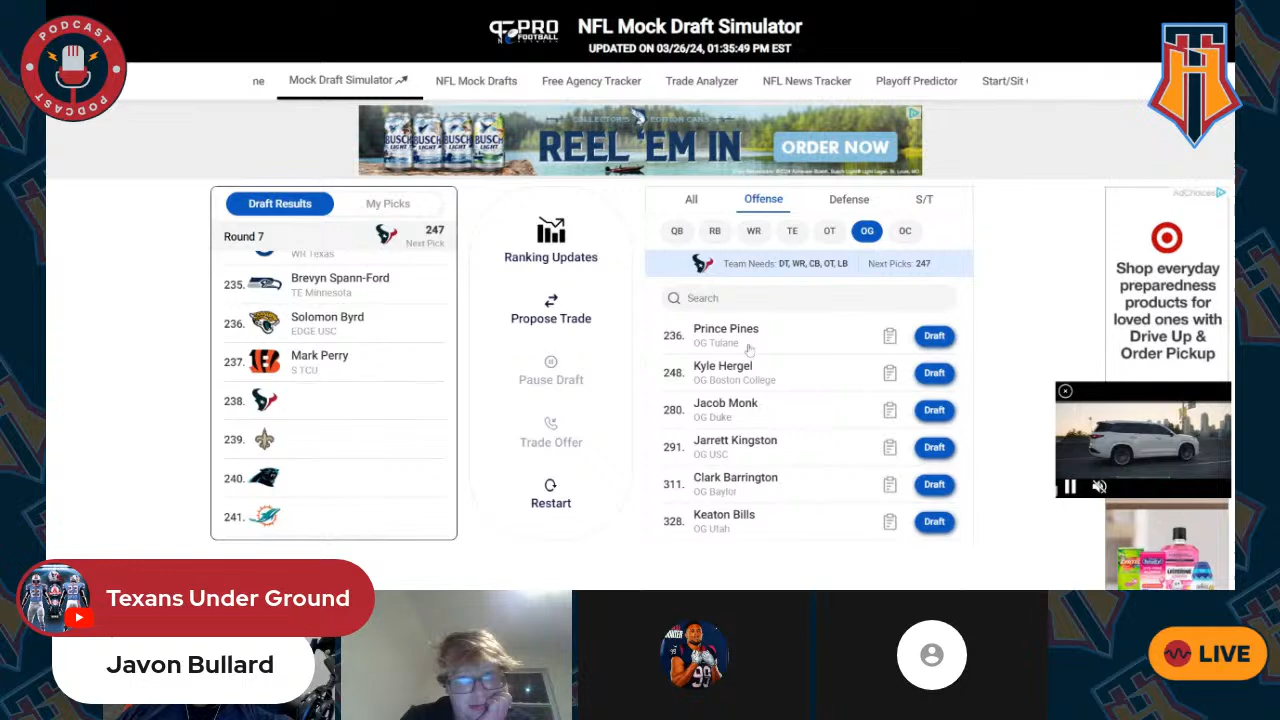 PODCAST
PODCAST
PRO
FOOTBALL
NFL Mock Draft Simulator
UPDATED ON 03/26/24, 01:35:49 PM EST
ne
Mock Draft Simulator
NFL Mock Drafts
Free Agency Tracker
Trade Analyzer
NFL News Tracker
Playoff Predictor
Start/Sit
BUSCH LIGHT
COLLECTOR'S EDITION CANS
REEL 'EM IN
ORDER NOW
Draft Results
My Picks
Round 7
247
Next Pick
WR Texas
235.
Brevyn Spann-Ford
TE Minnesota
236.
Solomon Byrd
EDGE USC
237.
Mark Perry
S TCU
238.
239.
240.
241.
Ranking Updates
Propose Trade
Pause Draft
Trade Offer
Restart
All
Offense
Defense
S/T
QB
RB
WR
TE
OT
OG
OC
Team Needs: DT, WR, CB, OT, LB
Next Picks: 247
Search
236.
Prince Pines
OG Tulane
Draft
248.
Kyle Hergel
OG Boston College
Draft
280.
Jacob Monk
OG Duke
Draft
291.
Jarrett Kingston
OG USC
Draft
311.
Clark Barrington
OG Baylor
Draft
328.
Keaton Bills
OG Utah
Draft
AdChoices
Shop everyday
preparedness
products for
loved ones with
Drive Up &
Order Pickup
LISTERINE
Texans Under Ground
Javon Bullard
99
LIVE